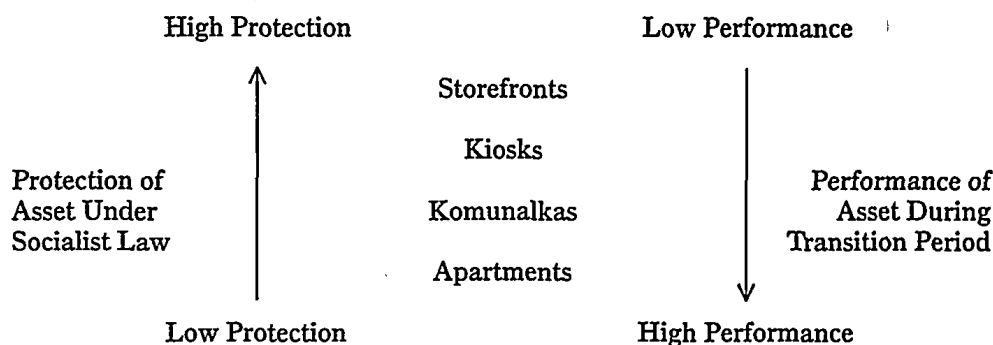 High Protection
Low Performance
Storefronts
Kiosks
Protection of
Asset Under
Socialist Law
Komunalkas
Performance of
Asset During
Transition Period
Apartments
Low Protection
High Performance